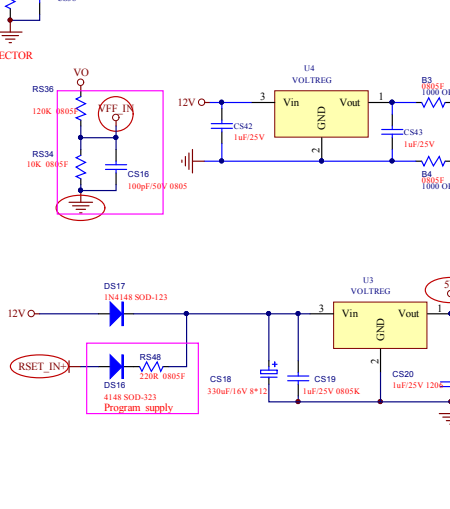 ECTOR
VO
RS36
120K 0805F
VFF_IN
RS34
10K 0805F
CS16
100pF/50V 0805
U4
VOLTREG
12V
3
Vin
Vout
1
GND
2
CS42
1uF/25V
CS43
1uF/25V
B3
0805F
B4
0805F
U3
VOLTREG
DS17
1N4148 SOD-123
12V
3
Vin
Vout
1
GND
2
5
RSET_IN+
RS48
220R 0805F
DS16
4148 SOD-323
Program supply
CS18
330uF/16V 8*12
+
CS19
1uF/25V 0805K
CS20
1uF/25V